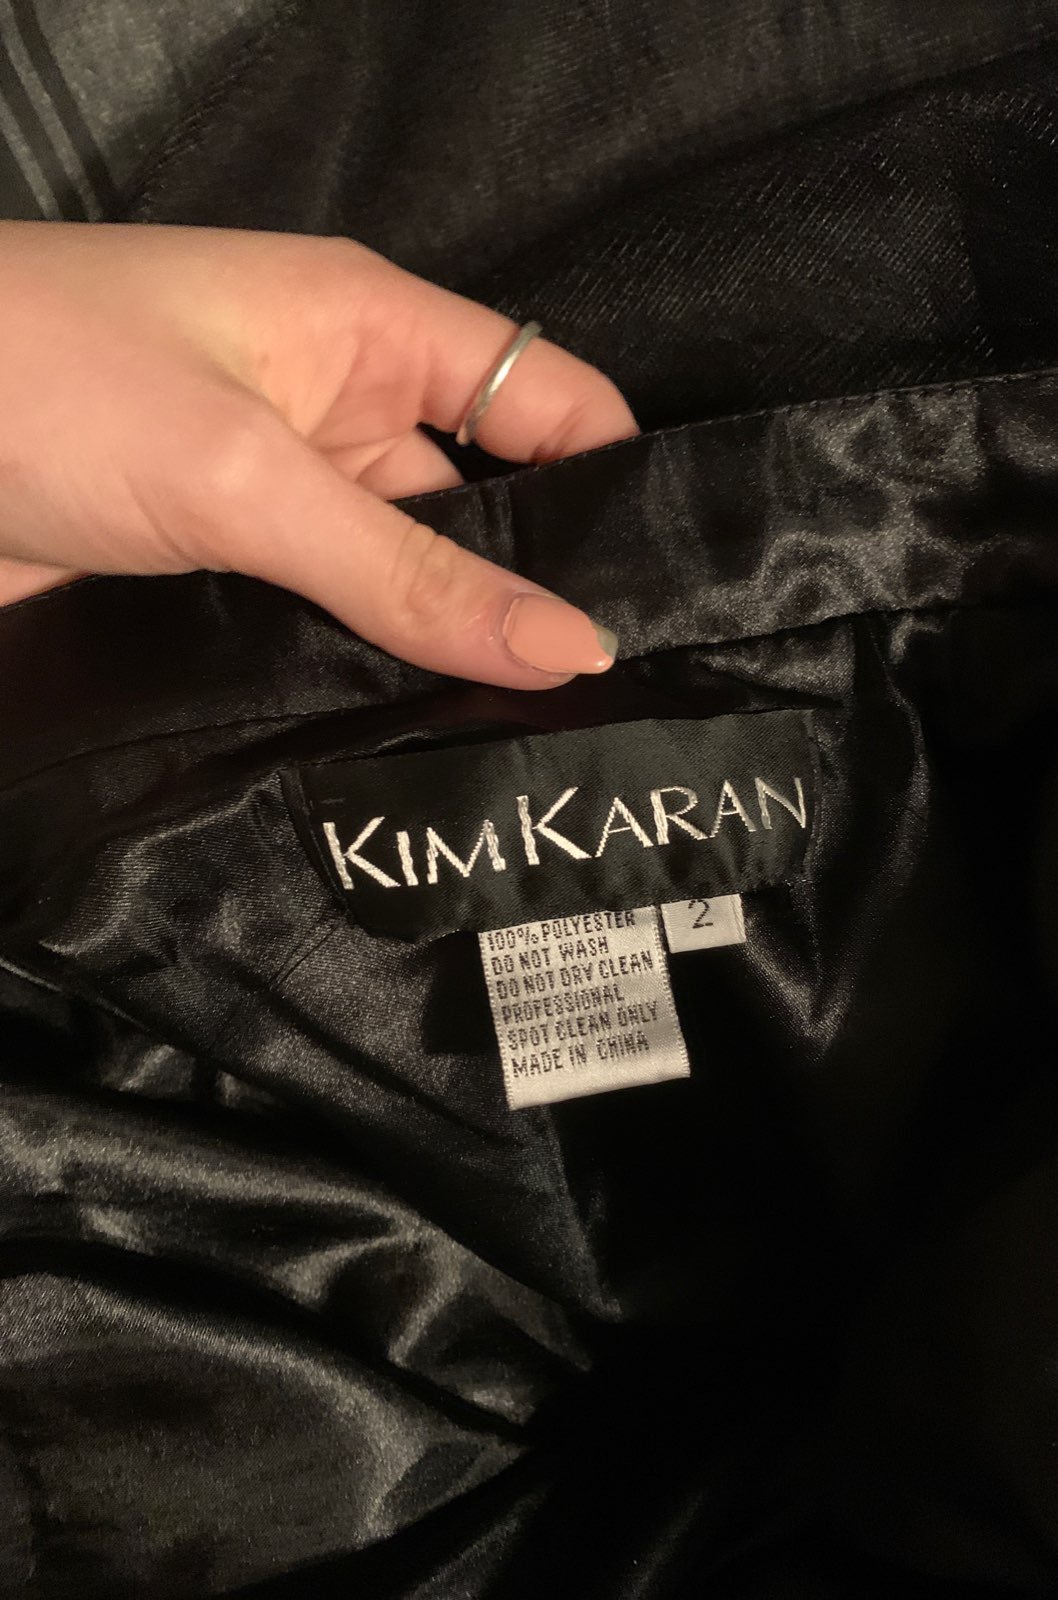 KIM KARAN
2
100% POLYESTER
DO NOT WASH
DO NOT DRY CLEAN
PROFESSIONAL
SPOT CLEAN ONLY
MADE IN CHINA